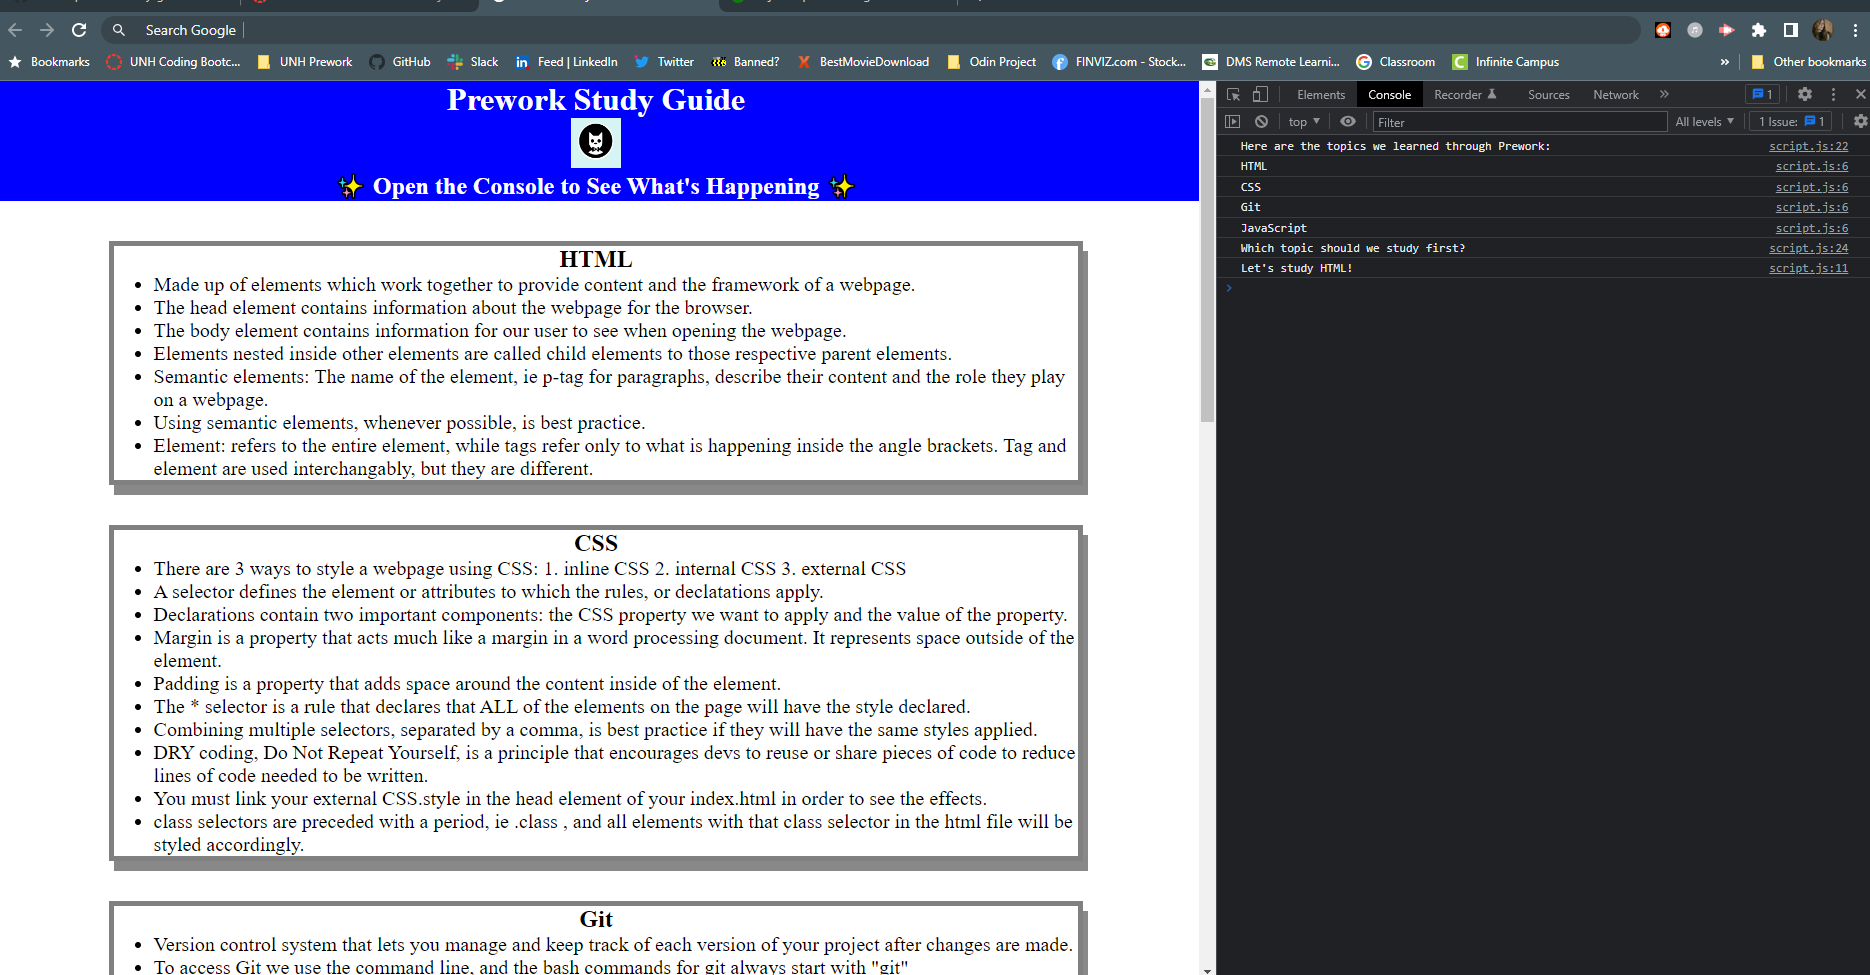 Search Google
Bookmarks UNH Coding Bootc... UNH Prework GitHub Slack Feed | LinkedIn Twitter Banned? BestMovieDownload Odin Project FINVIZ.com - Stock... DMS Remote Learni... Classroom Infinite Campus » Other bookmarks
Prework Study Guide
✨ Open the Console to See What's Happening ✨
HTML
• Made up of elements which work together to provide content and the framework of a webpage.
• The head element contains information about the webpage for the browser.
• The body element contains information for our user to see when opening the webpage.
• Elements nested inside other elements are called child elements to those respective parent elements.
• Semantic elements: The name of the element, ie p-tag for paragraphs, describe their content and the role they play
on a webpage.
• Using semantic elements, whenever possible, is best practice.
• Element: refers to the entire element, while tags refer only to what is happening inside the angle brackets. Tag and
element are used interchangably, but they are different.
CSS
• There are 3 ways to style a webpage using CSS: 1. inline CSS 2. internal CSS 3. external CSS
• A selector defines the element or attributes to which the rules, or declatations apply.
• Declarations contain two important components: the CSS property we want to apply and the value of the property.
• Margin is a property that acts much like a margin in a word processing document. It represents space outside of the
element.
• Padding is a property that adds space around the content inside of the element.
• The * selector is a rule that declares that ALL of the elements on the page will have the style declared.
• Combining multiple selectors, separated by a comma, is best practice if they will have the same styles applied.
• DRY coding, Do Not Repeat Yourself, is a principle that encourages devs to reuse or share pieces of code to reduce
lines of code needed to be written.
• You must link your external CSS.style in the head element of your index.html in order to see the effects.
• class selectors are preceded with a period, ie .class , and all elements with that class selector in the html file will be
styled accordingly.
Git
• Version control system that lets you manage and keep track of each version of your project after changes are made.
• To access Git we use the command line, and the bash commands for git always start with "git"
Elements Console Recorder Sources Network » 1
top Filter All levels 1 Issue: 1
Here are the topics we learned through Prework: script.js:22
HTML script.js:6
CSS script.js:6
Git script.js:6
JavaScript script.js:6
Which topic should we study first? script.js:24
Let's study HTML! script.js:11